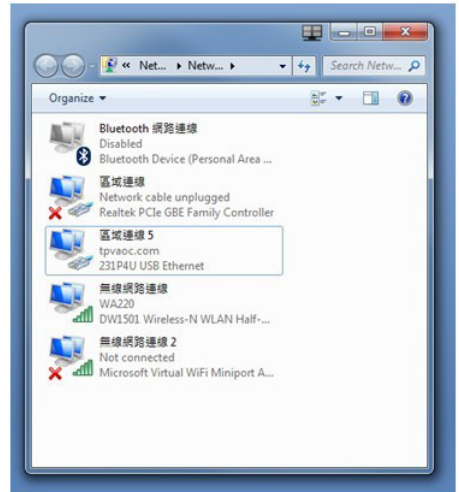 Net... Netw...
Search Netw...
Organize
Bluetooth 網路連線
Disabled
Bluetooth Device (Personal Area ...
區域連線
Network cable unplugged
Realtek PCIe GBE Family Controller
區域連線 5
tpvaoc.com
231P4U USB Ethernet
無線網路連線
WA220
DW1501 Wireless-N WLAN Half-...
無線網路連線 2
Not connected
Microsoft Virtual WiFi Miniport A...